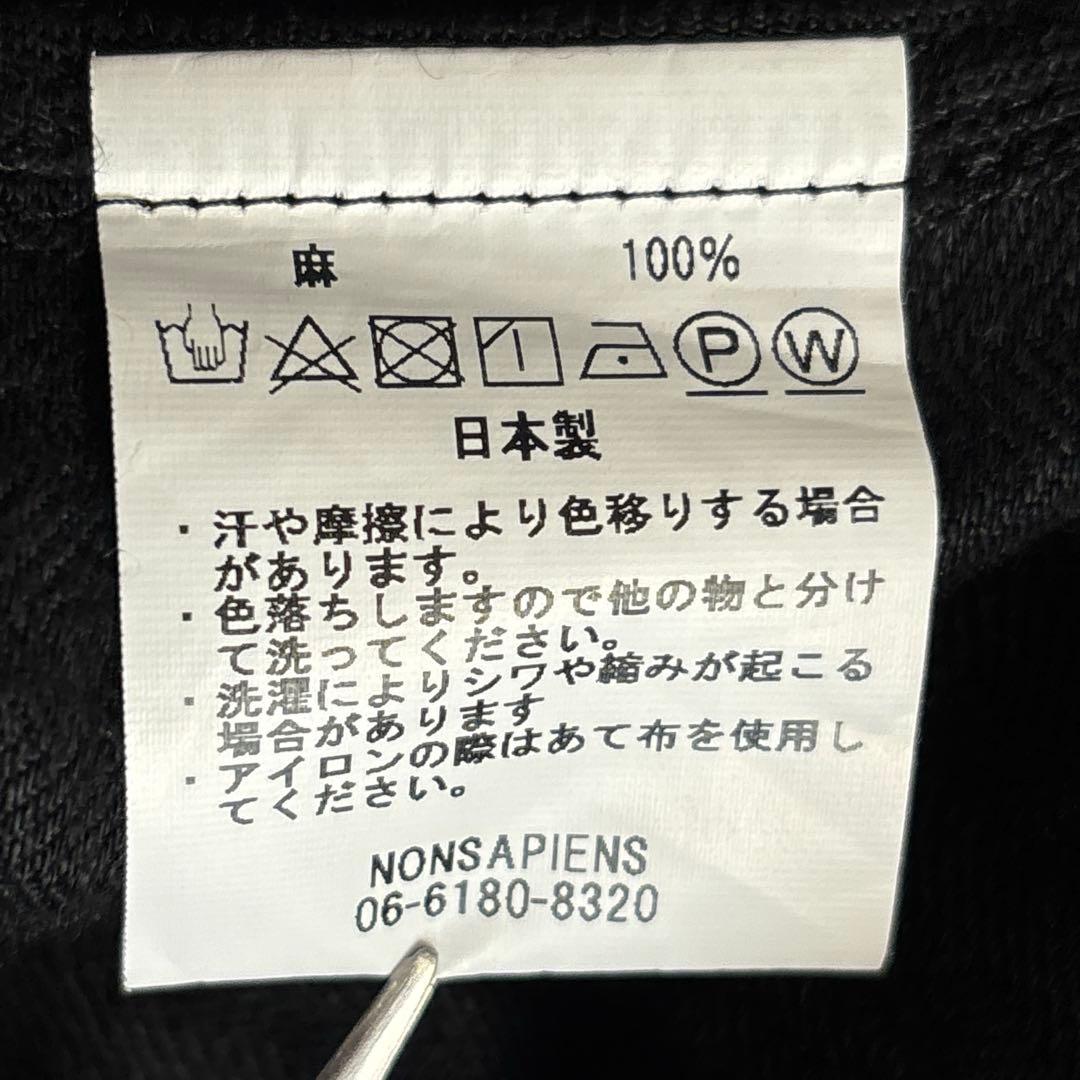 麻 100%
P W
日本製
・汗や摩擦により色移りする場合
があります。
・色落ちしますので他の物と分け
て洗ってください。
・洗濯によりシワや縮みが起こる
場合があります
・アイロンの際はあて布を使用し
てください。
NONSAPIENS
06-6180-8320